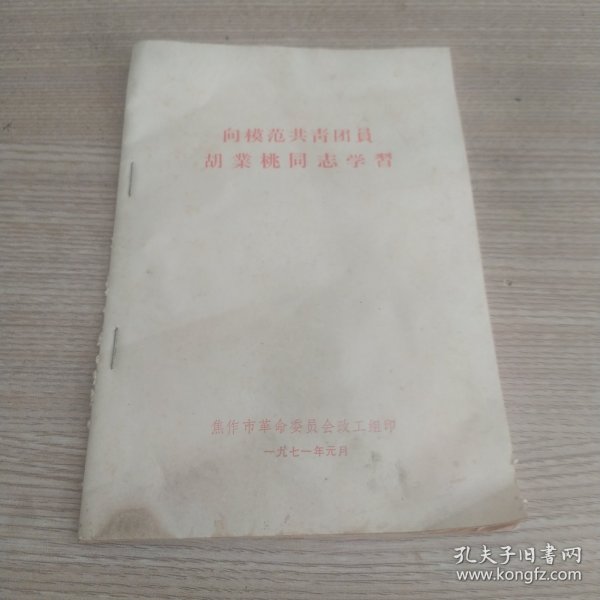 向模范共青团員
胡業桃同志学習
焦作市革命委员会政工组印
一九七一年元月
孔夫子旧書网
www.kongfz.com